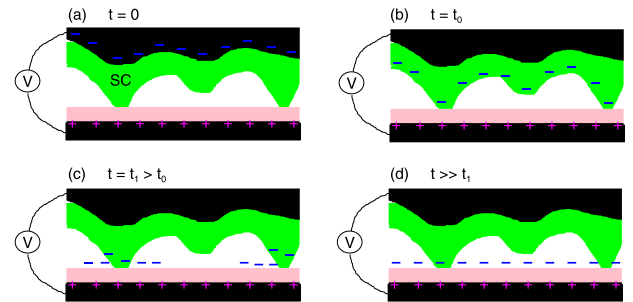 (a) t = 0
(b) t = t₀
V
SC
V
+ + + + + + + + + + +
+ + + + + + + + + + +
(c) t = t₁ > t₀
(d) t >> t₁
V
V
+ + + + + + + + + + +
+ + + + + + + + + + +